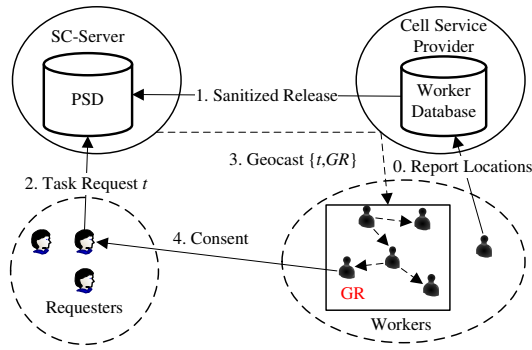 SC-Server
PSD
Cell Service
Provider
Worker
Database
1. Sanitized Release
3. Geocast {t,GR}
0. Report Locations
2. Task Request t
4. Consent
Requesters
GR
Workers